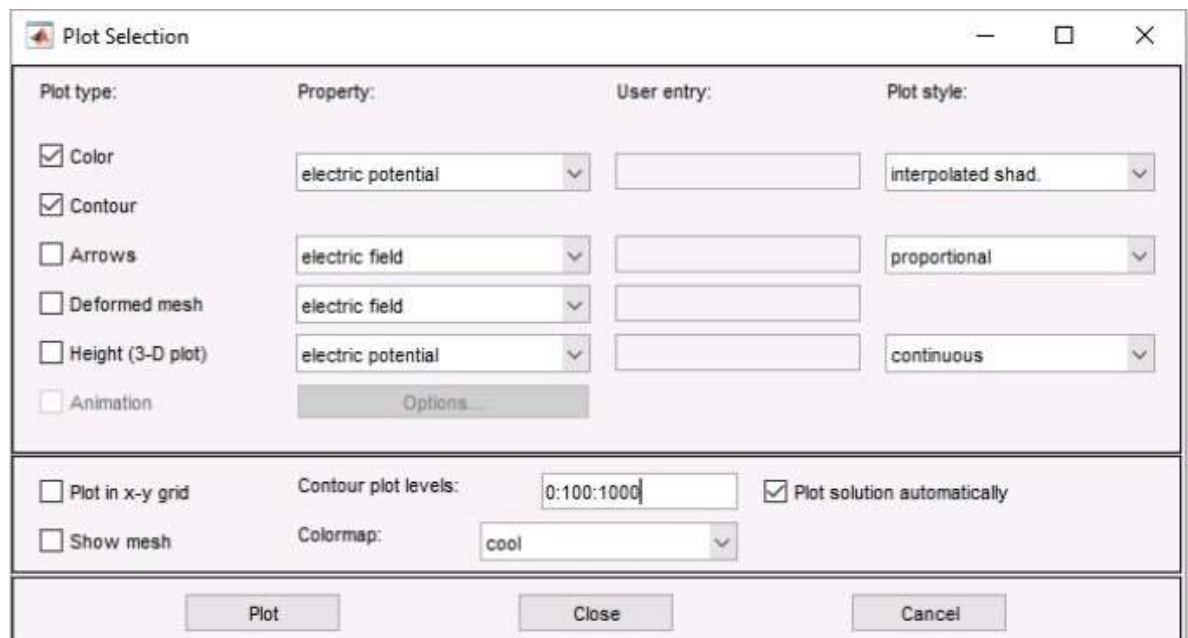 Plot Selection
Plot type: Property: User entry: Plot style:
Color
electric potential interpolated shad.
Contour
Arrows electric field proportional
Deformed mesh electric field
Height (3-D plot) electric potential continuous
Animation Options...
Plot in x-y grid Contour plot levels: 0:100:1000 Plot solution automatically
Show mesh Colormap: cool
Plot Close Cancel